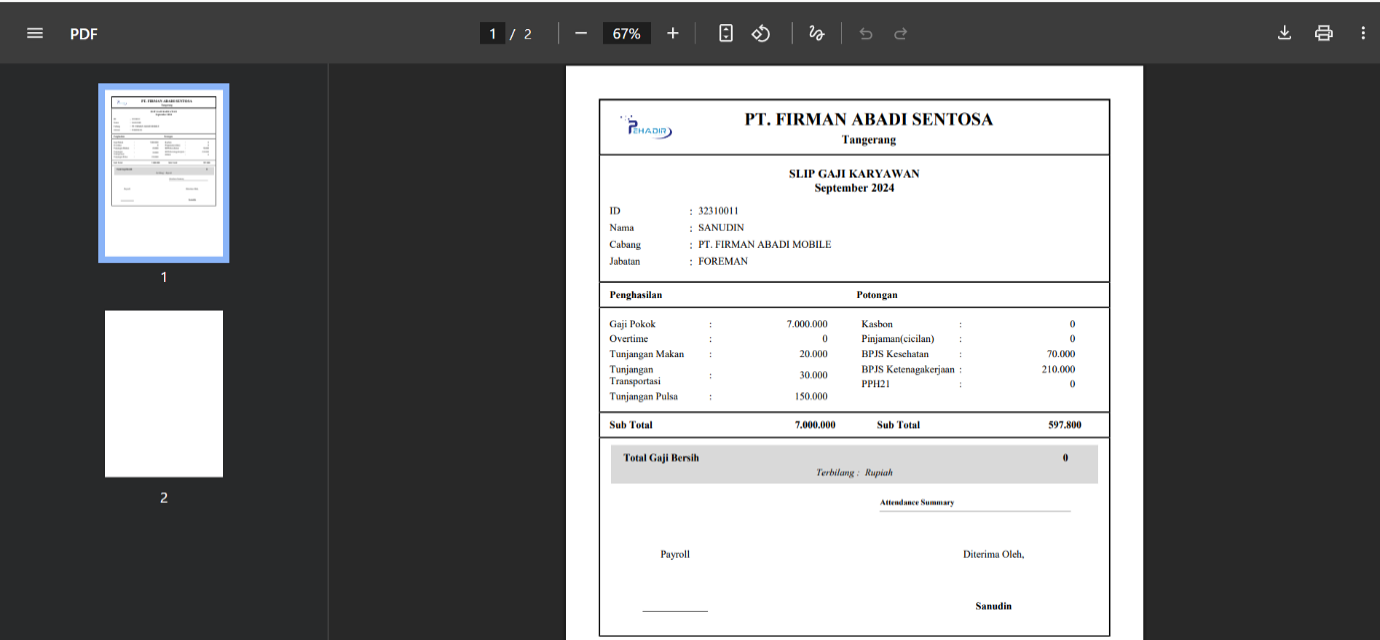 PDF
1 / 2
67%
1
2
PEHADIR
PT. FIRMAN ABADI SENTOSA
Tangerang
SLIP GAJI KARYAWAN
September 2024
ID : 32310011
Nama : SANUDIN
Cabang : PT. FIRMAN ABADI MOBILE
Jabatan : FOREMAN
Penghasilan Potongan
Gaji Pokok : 7.000.000 Kasbon : 0
Overtime : 0 Pinjaman(cicilan) : 0
Tunjangan Makan : 20.000 BPJS Kesehatan : 70.000
Tunjangan Transportasi : 30.000 BPJS Ketenagakerjaan : 210.000
PPH21 : 0
Tunjangan Pulsa : 150.000
Sub Total 7.000.000 Sub Total 597.800
Total Gaji Bersih 0
Terbilang : Rupiah
Attendance Summary
Payroll Diterima Oleh,
Sanudin